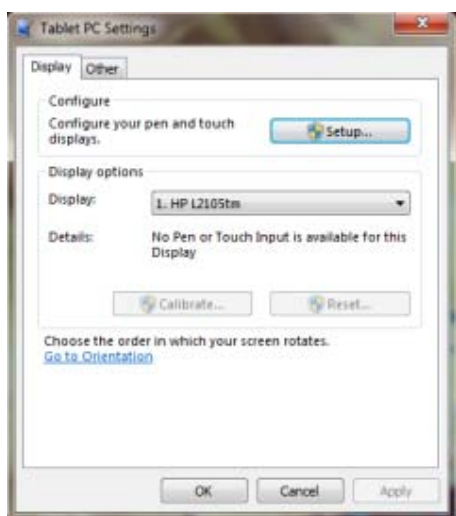 Tablet PC Settings
Display
Other
Configure
Configure your pen and touch
displays.
Setup...
Display options
Display:
1. HP L2105tm
Details:
No Pen or Touch Input is available for this
Display
Calibrate...
Reset...
Choose the order in which your screen rotates.
Go to Orientation
OK
Cancel
Apply